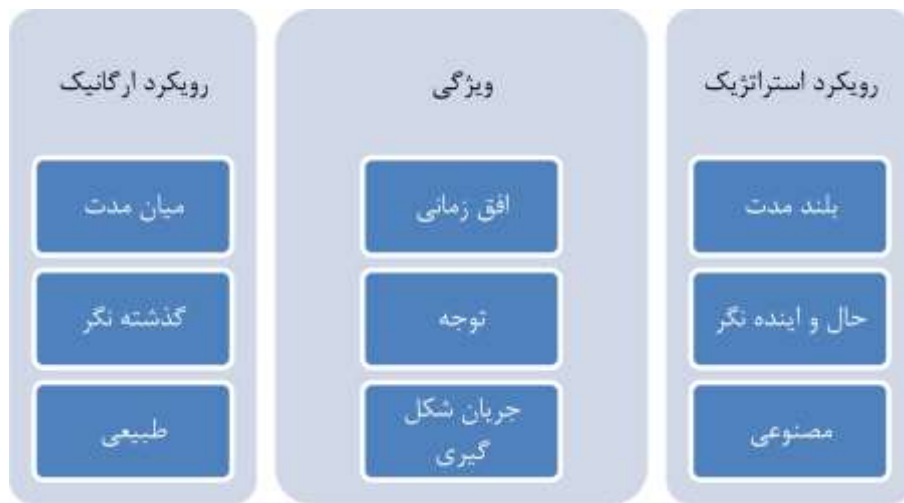 رویکرد استراتژیک
بلند مدت
حال و اینده نگر
مصنوعی
ویژگی
افق زمانی
توجه
جریان شکل
گیری
رویکرد ارگانیک
میان مدت
گذشته نگر
طبیعی